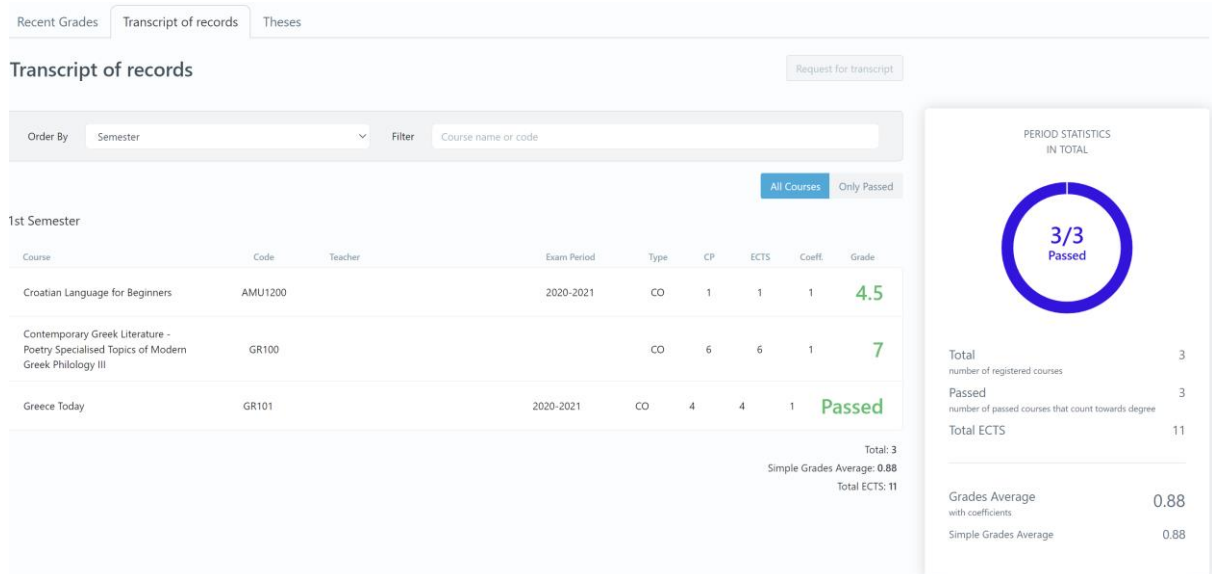 Recent Grades Transcript of records Theses
Transcript of records
Request for transcript
Order By Semester Filter Course name or code
All Courses Only Passed
1st Semester
Course Code Teacher Exam Period Type CP ECTS Coeff. Grade
Croatian Language for Beginners AMU1200 2020-2021 CO 1 1 1 4.5
Contemporary Greek Literature -
Poetry Specialised Topics of Modern
Greek Philology III
GR100 CO 6 6 1 7
Greece Today GR101 2020-2021 CO 4 4 1 Passed
Total: 3
Simple Grades Average: 0.88
Total ECTS: 11
PERIOD STATISTICS
IN TOTAL
3/3
Passed
Total 3
number of registered courses
Passed 3
number of passed courses that count towards degree
Total ECTS 11
Grades Average 0.88
with coefficients
Simple Grades Average 0.88